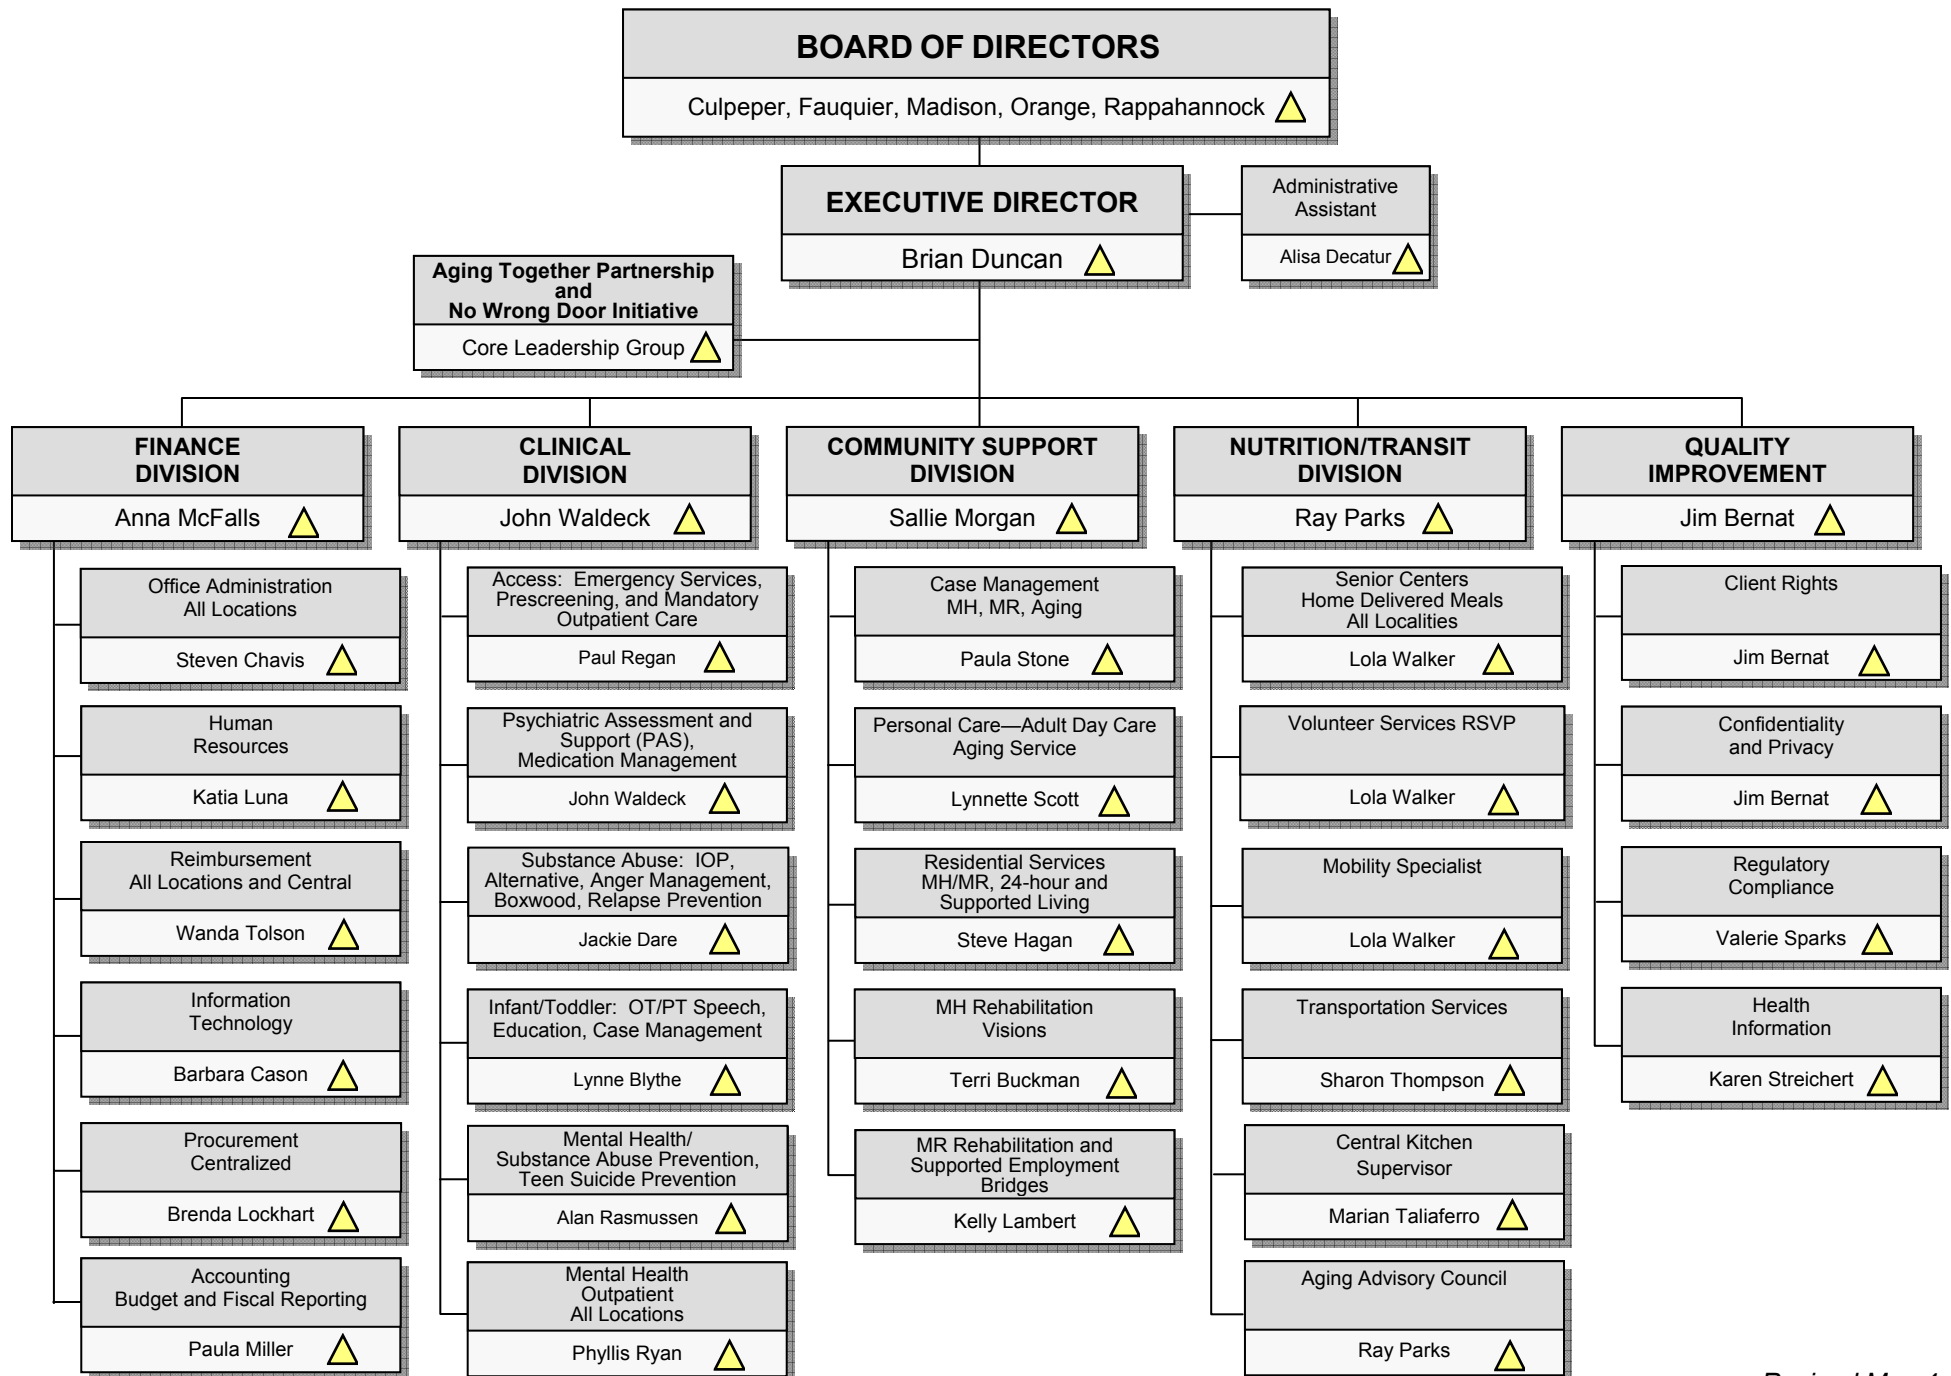 BOARD OF DIRECTORS
Culpeper, Fauquier, Madison, Orange, Rappahannock
EXECUTIVE DIRECTOR
Brian Duncan
Administrative
Assistant
Alisa Decatur
Aging Together Partnership
and
No Wrong Door Initiative
Core Leadership Group
FINANCE
DIVISION
Anna McFalls
Office Administration
All Locations
Steven Chavis
Human
Resources
Katia Luna
Reimbursement
All Locations and Central
Wanda Tolson
Information
Technology
Barbara Cason
Procurement
Centralized
Brenda Lockhart
Accounting
Budget and Fiscal Reporting
Paula Miller
CLINICAL
DIVISION
John Waldeck
Access: Emergency Services,
Prescreening, and Mandatory
Outpatient Care
Paul Regan
Psychiatric Assessment and
Support (PAS),
Medication Management
John Waldeck
Substance Abuse: IOP,
Alternative, Anger Management,
Boxwood, Relapse Prevention
Jackie Dare
Infant/Toddler: OT/PT Speech,
Education, Case Management
Lynne Blythe
Mental Health/
Substance Abuse Prevention,
Teen Suicide Prevention
Alan Rasmussen
Mental Health
Outpatient
All Locations
Phyllis Ryan
COMMUNITY SUPPORT
DIVISION
Sallie Morgan
Case Management
MH, MR, Aging
Paula Stone
Personal Care—Adult Day Care
Aging Service
Lynnette Scott
Residential Services
MH/MR, 24-hour and
Supported Living
Steve Hagan
MH Rehabilitation
Visions
Terri Buckman
MR Rehabilitation and
Supported Employment
Bridges
Kelly Lambert
NUTRITION/TRANSIT
DIVISION
Ray Parks
Senior Centers
Home Delivered Meals
All Localities
Lola Walker
Volunteer Services RSVP
Lola Walker
Mobility Specialist
Lola Walker
Transportation Services
Sharon Thompson
Central Kitchen
Supervisor
Marian Taliaferro
Aging Advisory Council
Ray Parks
QUALITY
IMPROVEMENT
Jim Bernat
Client Rights
Jim Bernat
Confidentiality
and Privacy
Jim Bernat
Regulatory
Compliance
Valerie Sparks
Health
Information
Karen Streichert